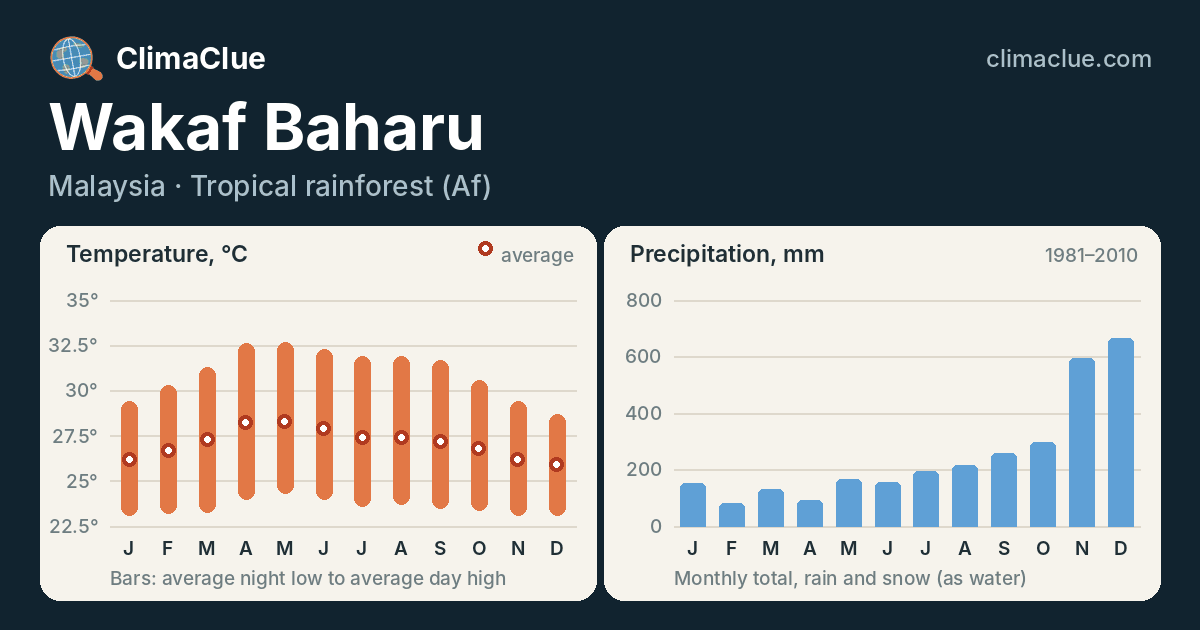 ClimaClue
climaclue.com
Wakaf Baharu
Malaysia · Tropical rainforest (Af)
Temperature, °C
average
35°
32.5°
30°
27.5°
25°
22.5°
J F M A M J J A S O N D
Bars: average night low to average day high
Precipitation, mm
1981–2010
800
600
400
200
0
J F M A M J J A S O N D
Monthly total, rain and snow (as water)